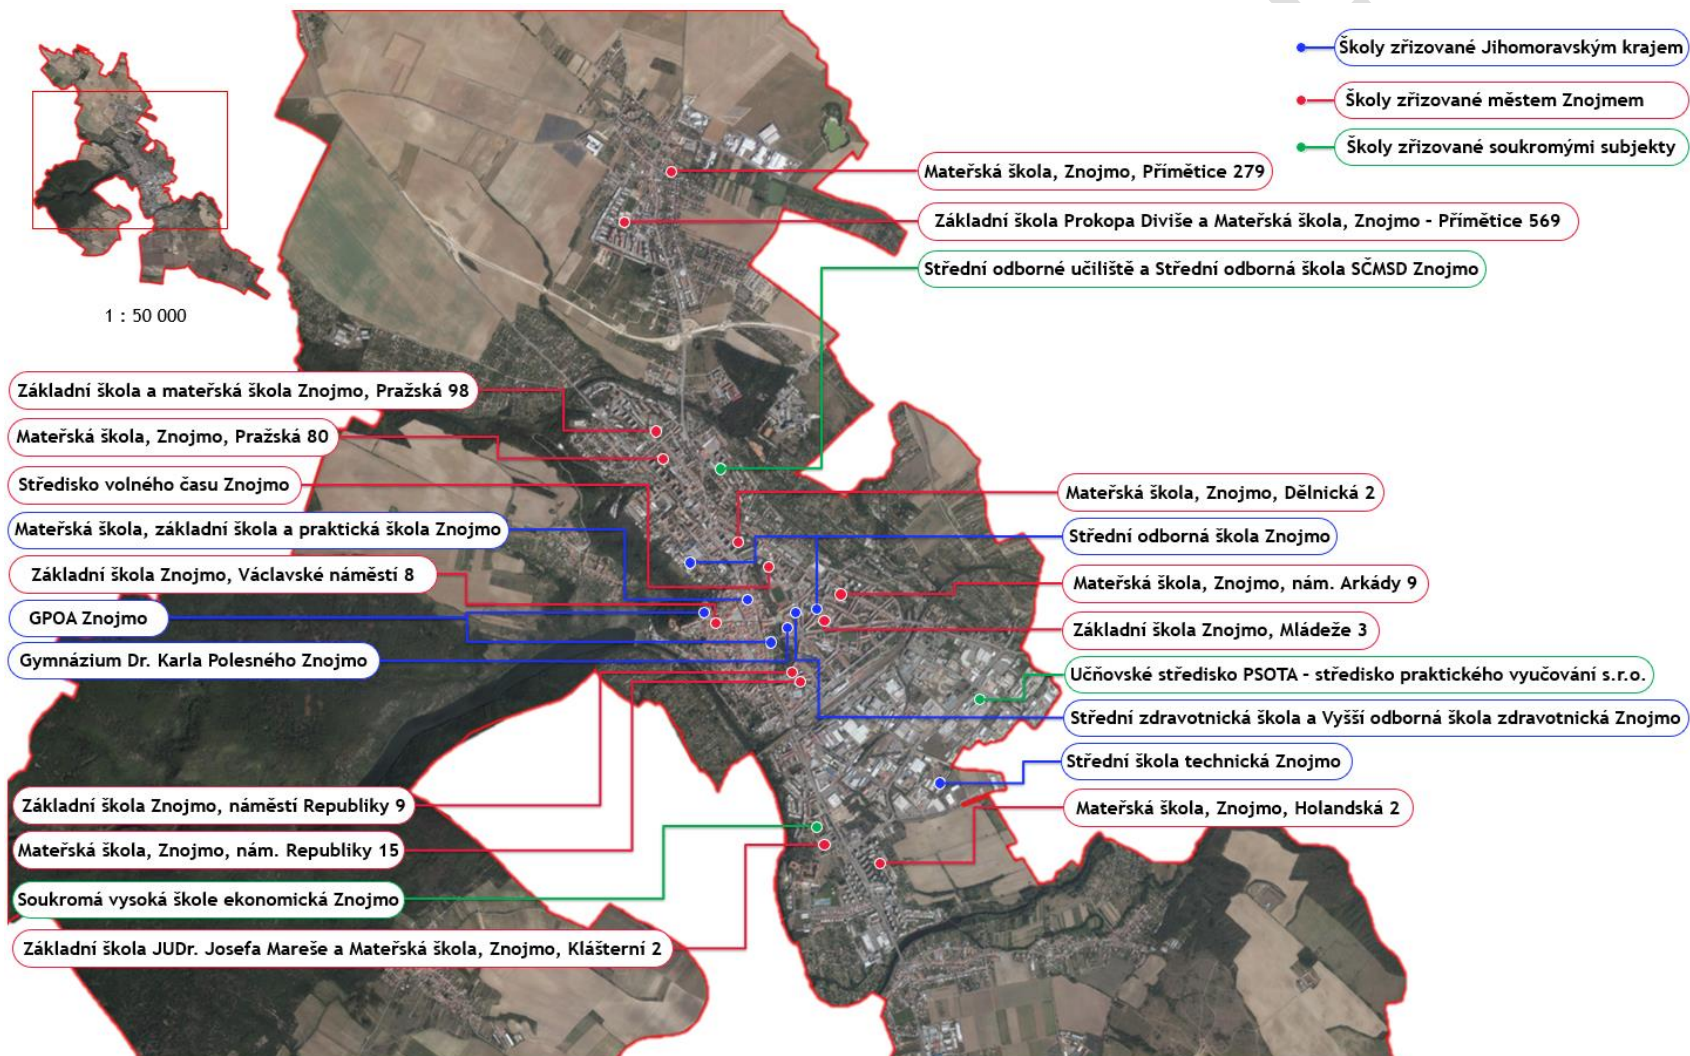 Školy zřizované Jihomoravským krajem
Školy zřizované městem Znojmem
Školy zřizované soukromými subjekty
Mateřská škola, Znojmo, Přímětice 279
Základní škola Prokopa Diviše a Mateřská škola, Znojmo - Přímětice 569
Střední odborné učiliště a Střední odborná škola SČMSD Znojmo
1 : 50 000
Základní škola a mateřská škola Znojmo, Pražská 98
Mateřská škola, Znojmo, Pražská 80
Středisko volného času Znojmo
Mateřská škola, základní škola a praktická škola Znojmo
Základní škola Znojmo, Václavské náměstí 8
GPOA Znojmo
Gymnázium Dr. Karla Polesného Znojmo
Základní škola Znojmo, náměstí Republiky 9
Mateřská škola, Znojmo, nám. Republiky 15
Soukromá vysoká škole ekonomická Znojmo
Základní škola JUDr. Josefa Mareše a Mateřská škola, Znojmo, Klášterní 2
Mateřská škola, Znojmo, Dělnická 2
Střední odborná škola Znojmo
Mateřská škola, Znojmo, nám. Arkády 9
Základní škola Znojmo, Mládeže 3
Učňovské středisko PSOTA - středisko praktického vyučování s.r.o.
Střední zdravotnická škola a Vyšší odborná škola zdravotnická Znojmo
Střední škola technická Znojmo
Mateřská škola, Znojmo, Holandská 2